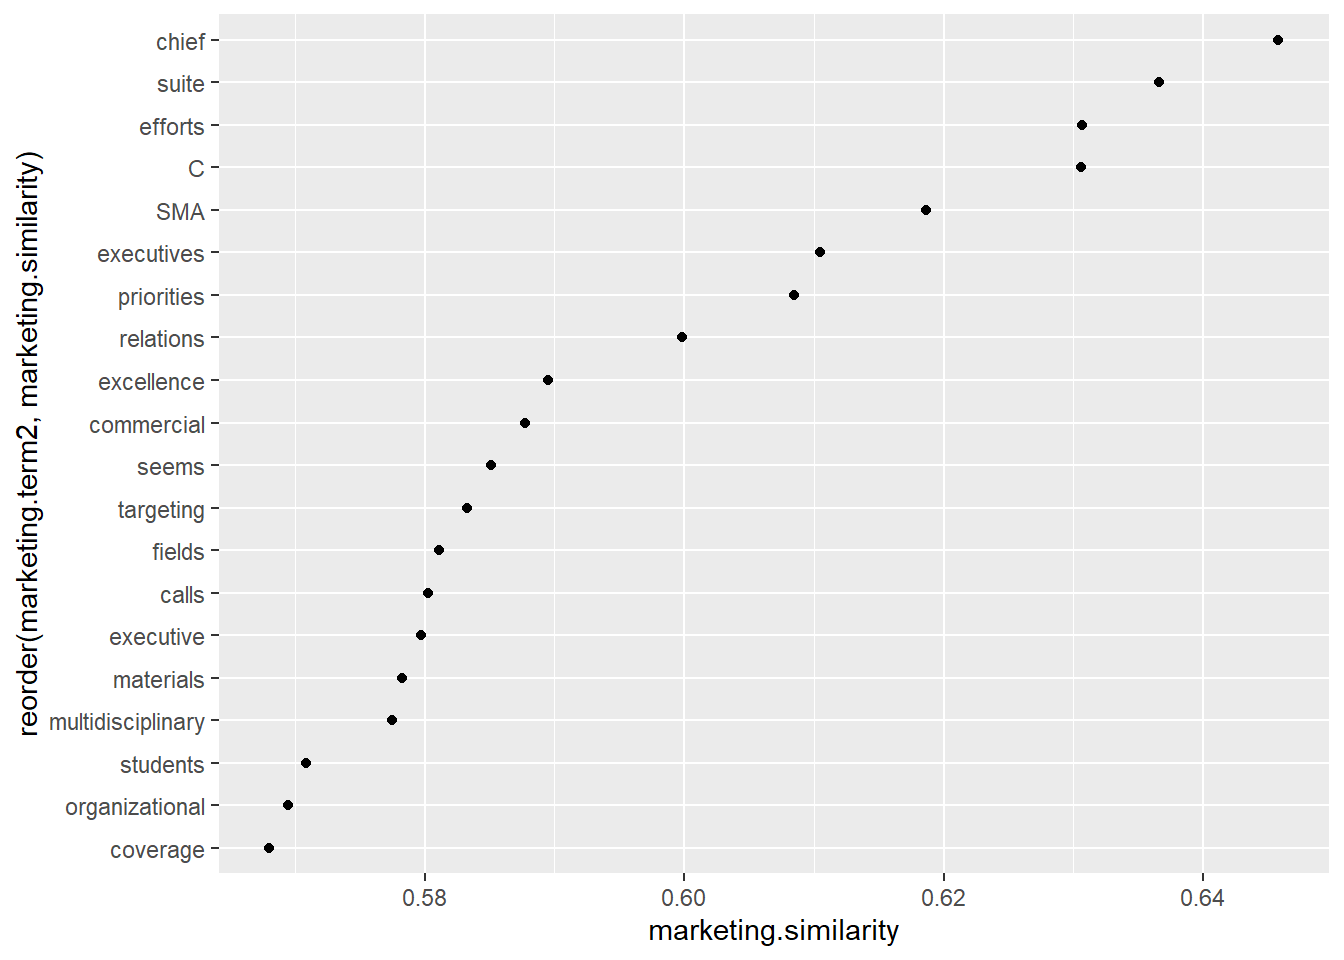 reorder(marketing.term2, marketing.similarity)
chief
suite
efforts
C
SMA
executives
priorities
relations
excellence
commercial
seems
targeting
fields
calls
executive
materials
multidisciplinary
students
organizational
coverage
0.58 0.60 0.62 0.64
marketing.similarity